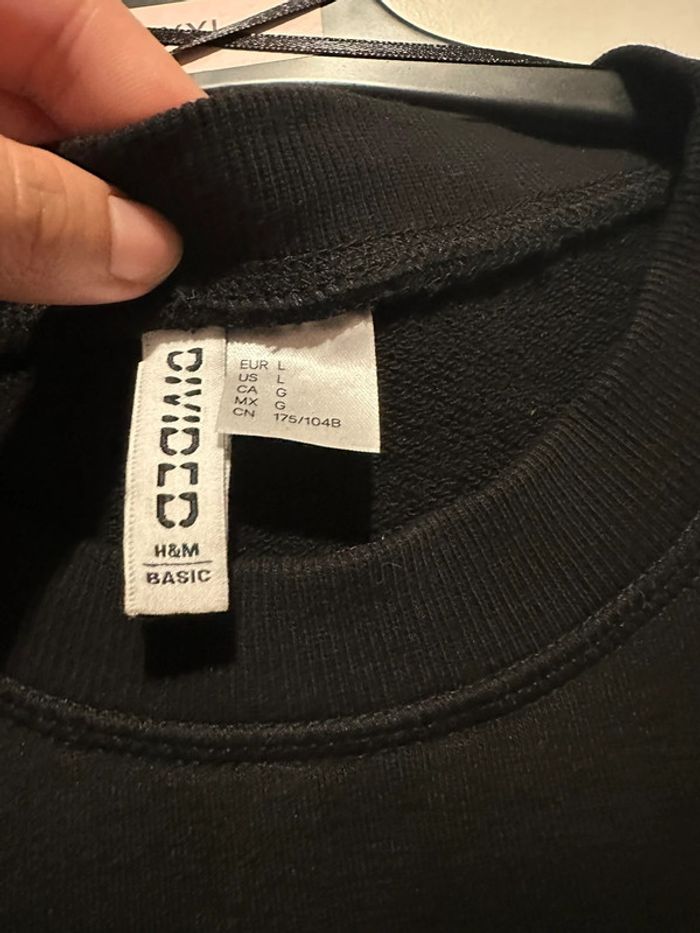 DIVIDED
H&M
BASIC
EUR L
US L
CA G
MX G
CN 175/104B